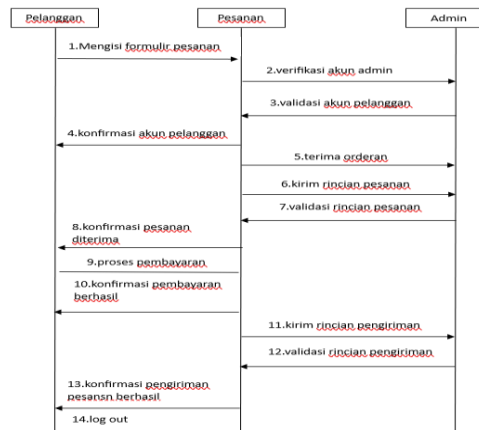 Pelanggan
Pesanan
Admin
1.Mengisi formulir pesanan
2.verifikasi akun admin
3.validasi akun pelanggan
4.konfirmasi akun pelanggan
5.terima orderan
6.kirim rincian pesanan
7.validasi rincian pesanan
8.konfirmasi pesanan
diterima
9.proses pembayaran
10.konfirmasi pembayaran
berhasil
11.kirim rincian pengiriman
12.validasi rincian pengiriman
13.konfirmasi pengiriman
pesansn berhasil
14.log out